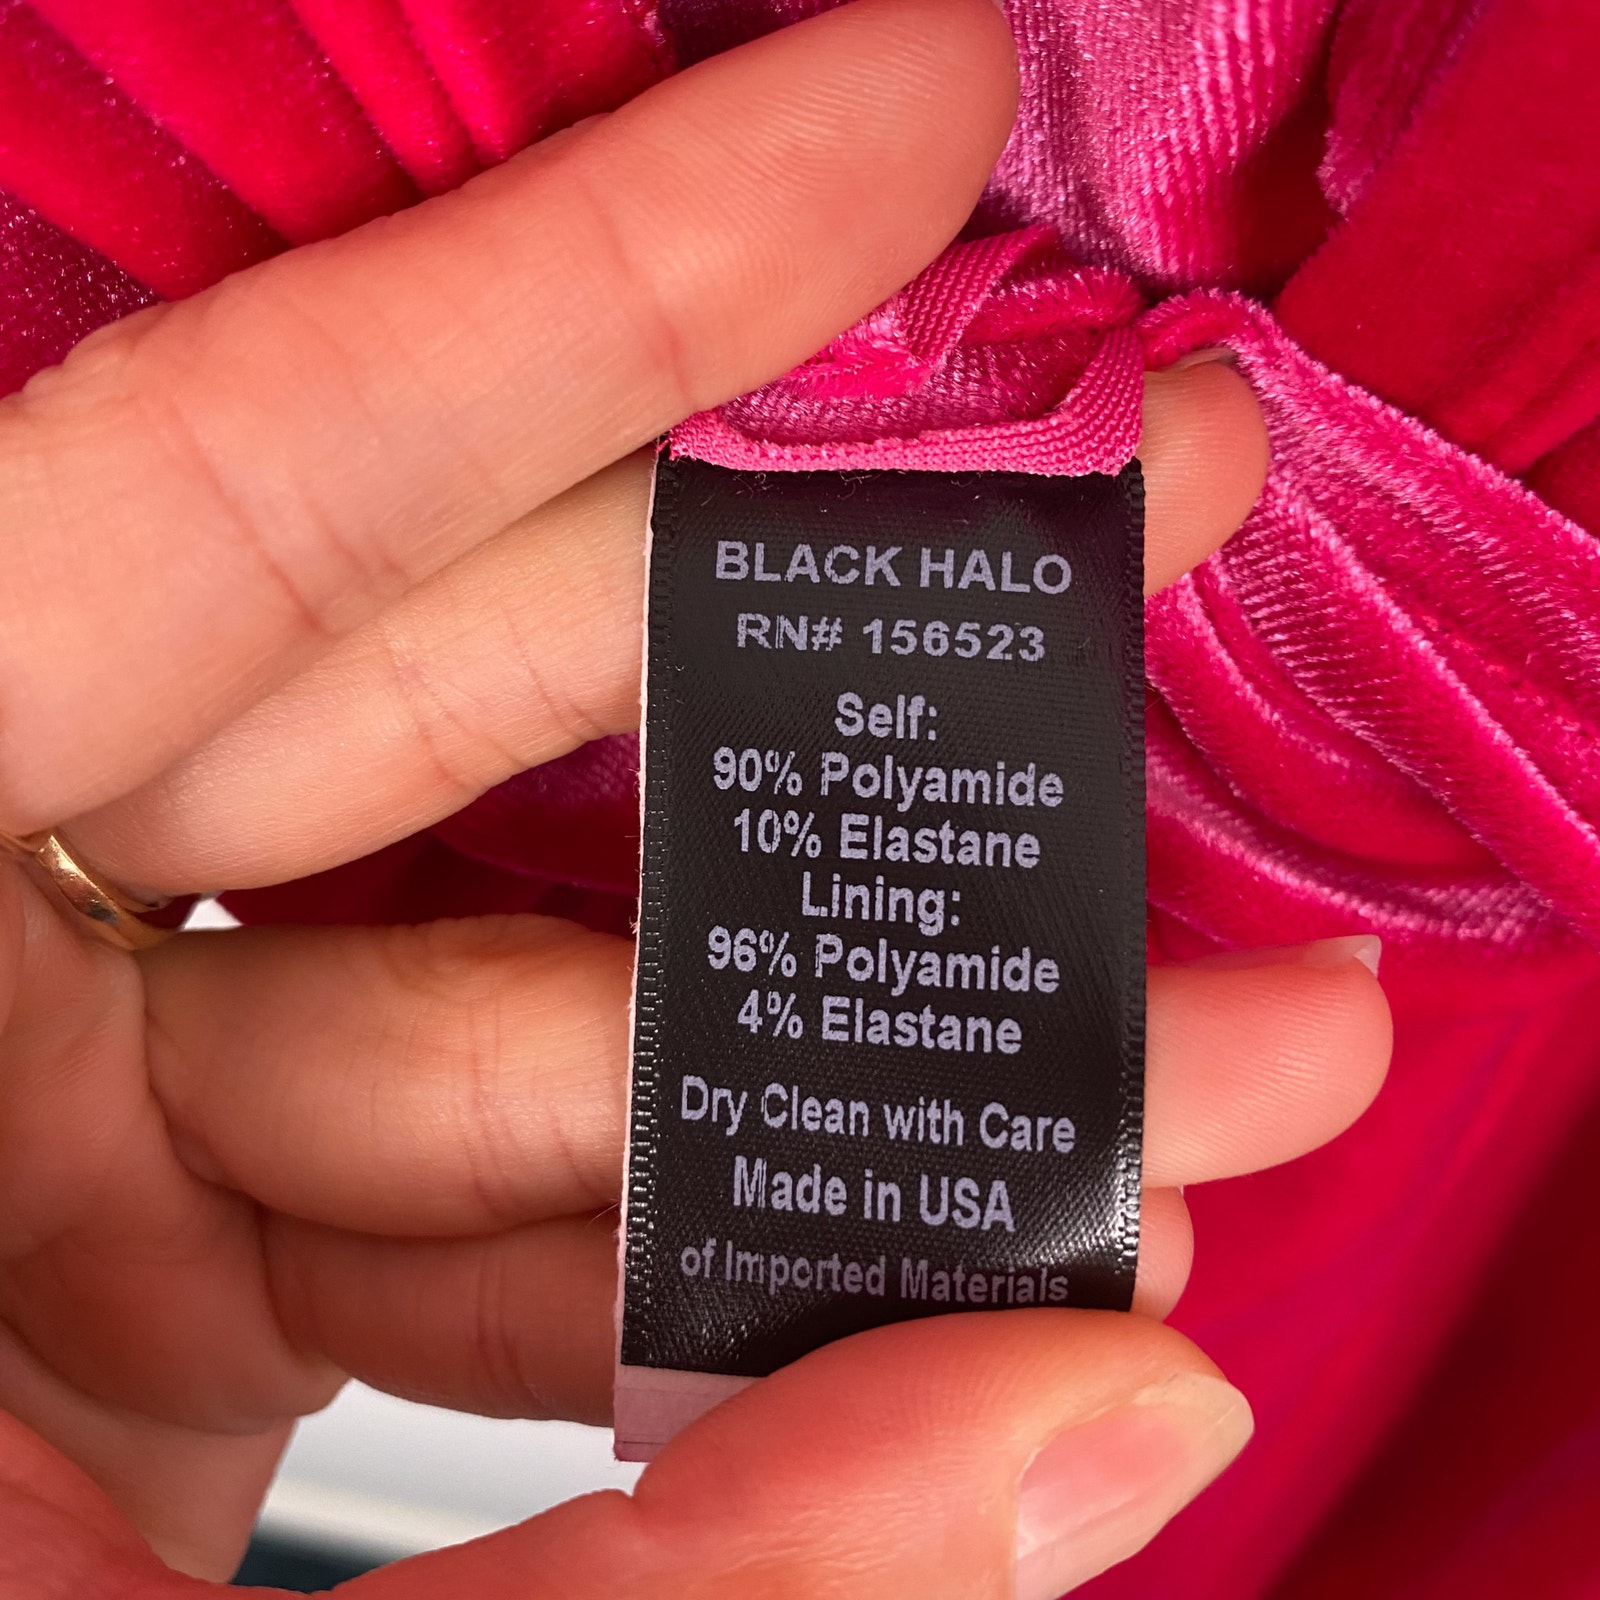 BLACK HALO
RN# 156523
Self:
90% Polyamide
10% Elastane
Lining:
96% Polyamide
4% Elastane
Dry Clean with Care
Made in USA
of Imported Materials